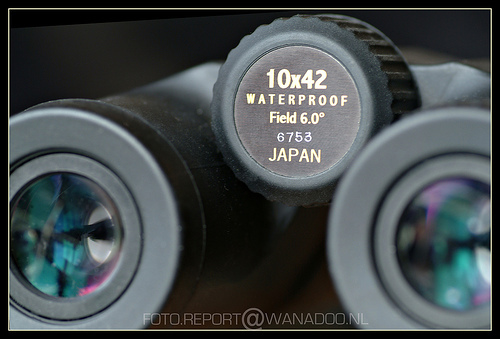 10x42
WATERPROOF
Field 6.0°
6753
JAPAN
FOTO.REPORT@WANADOO.NL